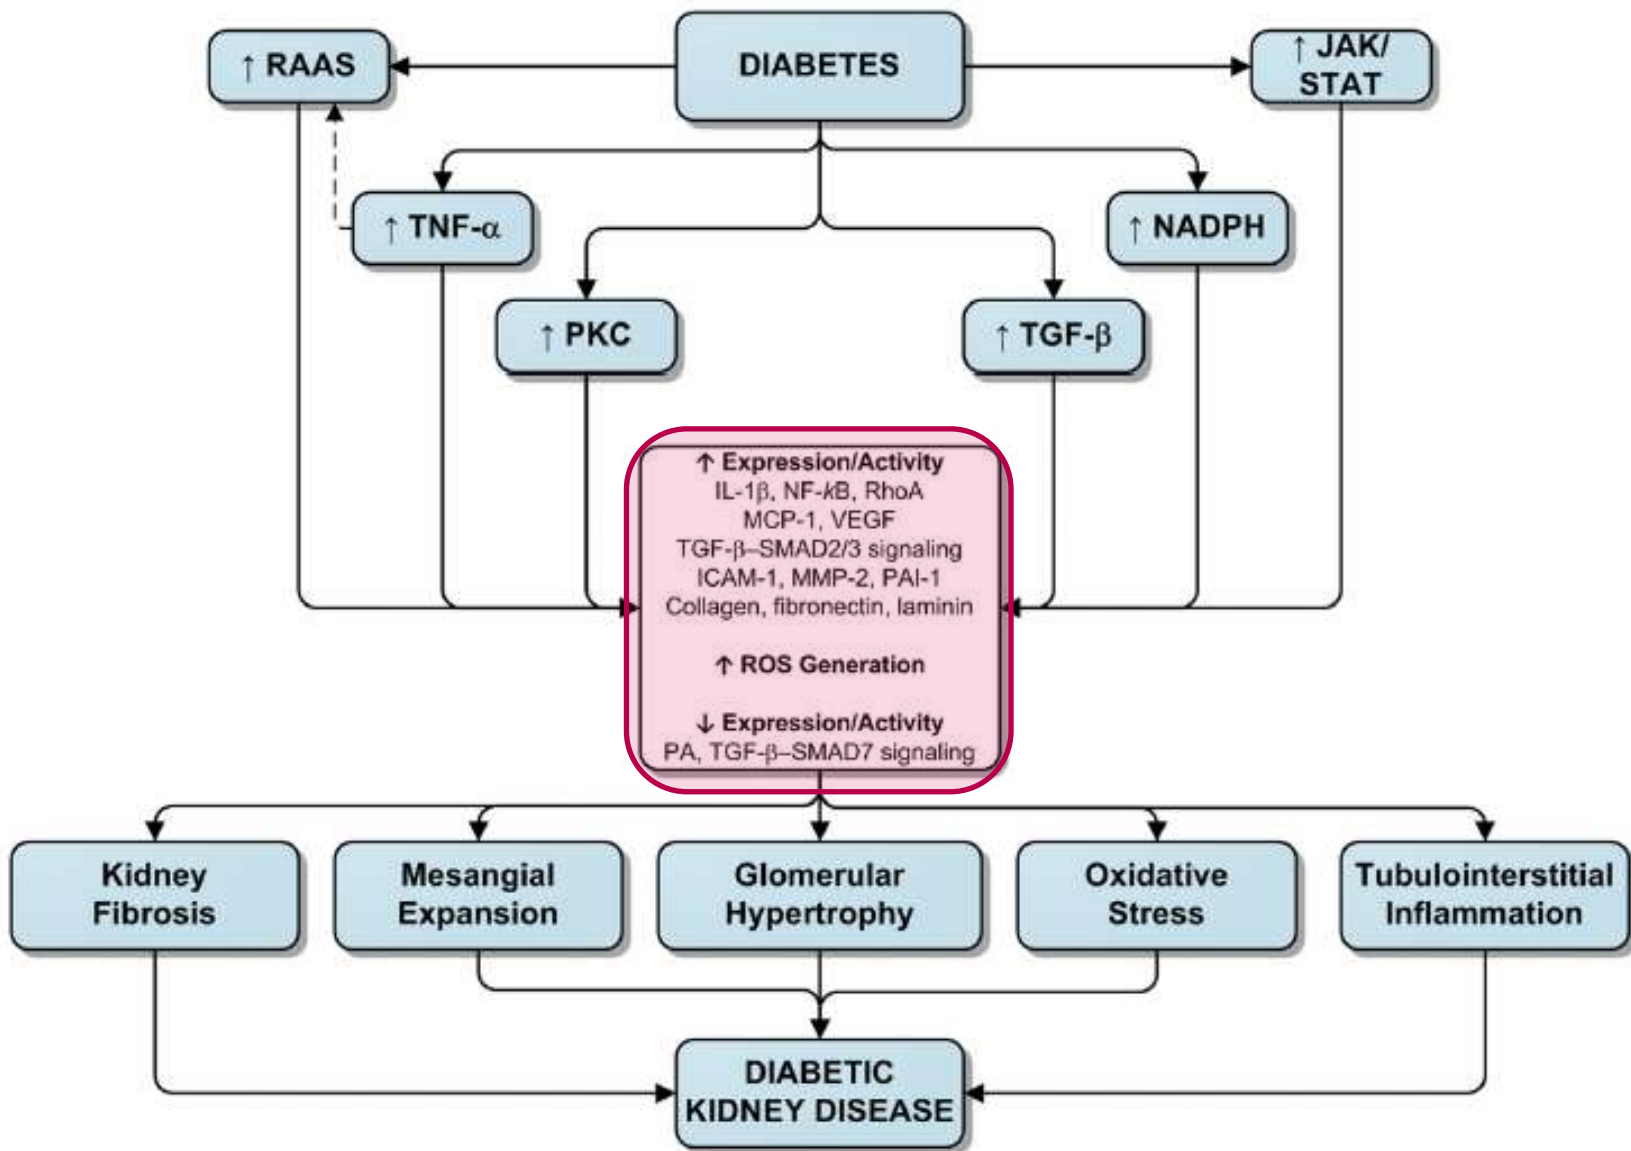 ↑ RAAS
DIABETES
↑ JAK/
STAT
↑ TNF-α
↑ NADPH
↑ PKC
↑ TGF-β
↑ Expression/Activity
IL-1β, NF-kB, RhoA
MCP-1, VEGF
TGF-β–SMAD2/3 signaling
ICAM-1, MMP-2, PAI-1
Collagen, fibronectin, laminin
↑ ROS Generation
↓ Expression/Activity
PA, TGF-β–SMAD7 signaling
Kidney
Fibrosis
Mesangial
Expansion
Glomerular
Hypertrophy
Oxidative
Stress
Tubulointerstitial
Inflammation
DIABETIC
KIDNEY DISEASE